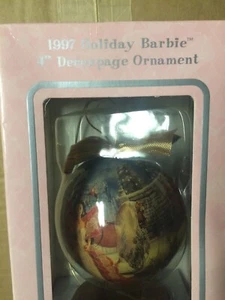 1997 Holiday Barbie™
4" Decoupage Ornament